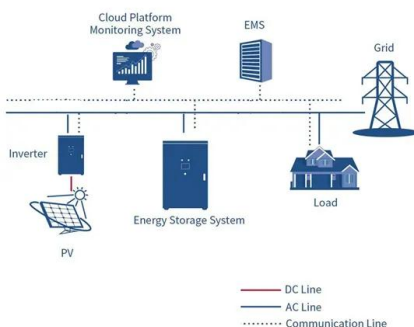 Cloud Platform
Monitoring System
EMS
Grid
Inverter
Energy Storage System
Load
PV
DC Line
AC Line
Communication Line